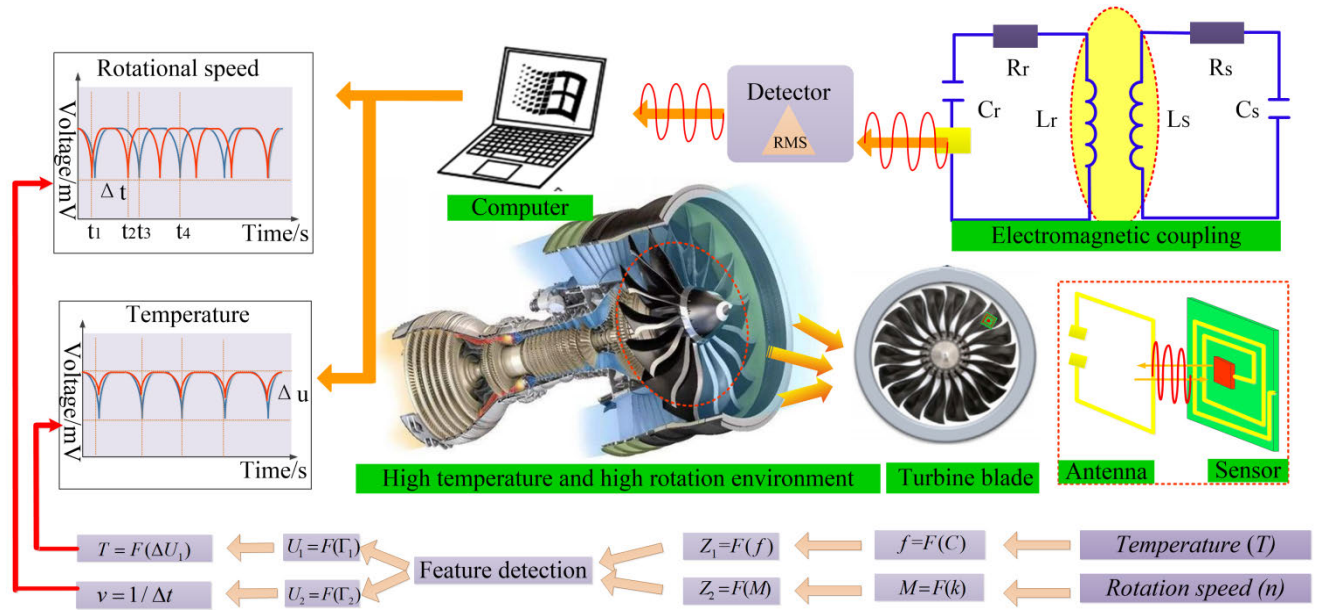 Rotational speed
Voltage/mV
Δ t
t1 t2 t3 t4 Time/s
Computer
Detector
RMS
Rr
Cr
Lr
Ls
Rs
Cs
Electromagnetic coupling
Temperature
Voltage/mV
Δ u
Time/s
High temperature and high rotation environment
Turbine blade
Antenna
Sensor
T = F(ΔU₁)
U₁=F(Γ₁)
Feature detection
Z₁=F(f)
f=F(C)
Temperature (T)
v=1/Δt
U₂=F(Γ₂)
Z₂=F(M)
M=F(k)
Rotation speed (n)